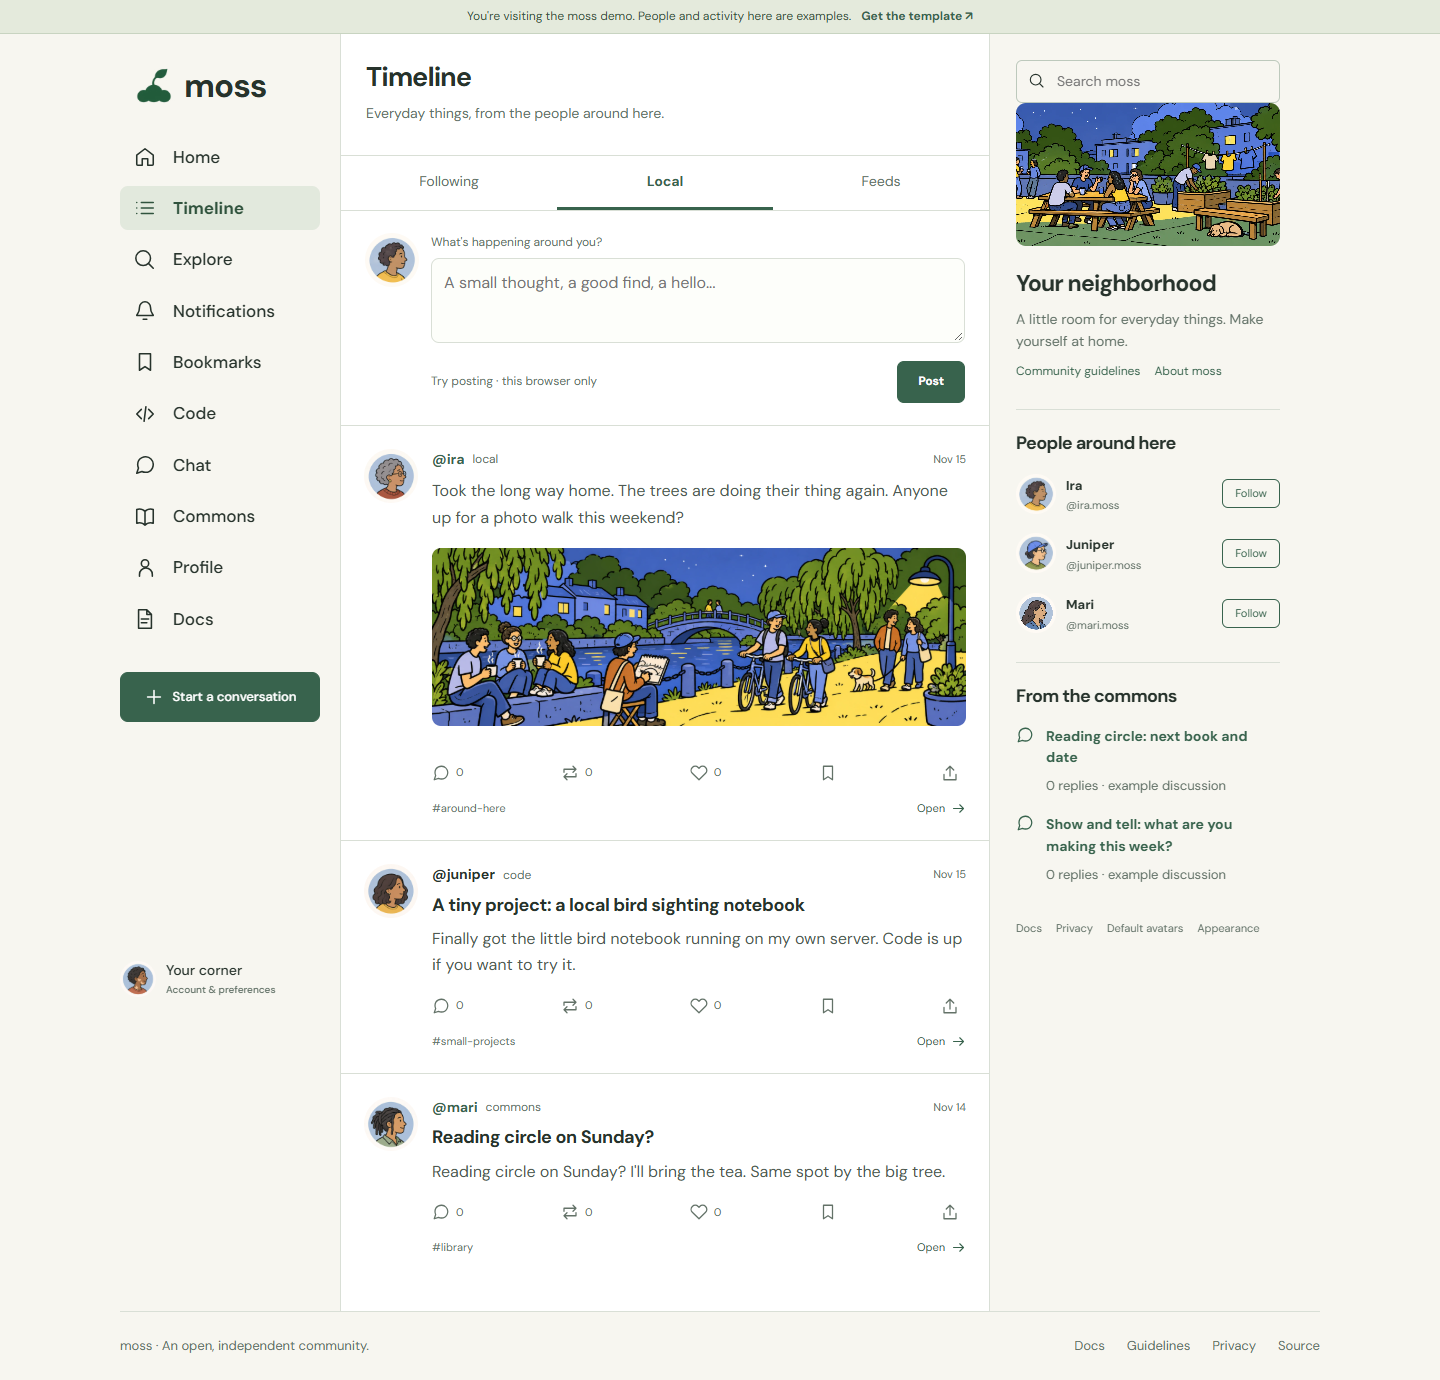 You're visiting the moss demo. People and activity here are examples. Get the template
moss
Home
Timeline
Explore
Notifications
Bookmarks
Code
Chat
Commons
Profile
Docs
Start a conversation
Your corner
Account & preferences
Timeline
Everyday things, from the people around here.
Following Local Feeds
What's happening around you?
A small thought, a good find, a hello...
Try posting · this browser only
Post
@ira local Nov 15
Took the long way home. The trees are doing their thing again. Anyone
up for a photo walk this weekend?
0 0 0
#around-here Open
@juniper code Nov 15
A tiny project: a local bird sighting notebook
Finally got the little bird notebook running on my own server. Code is up
if you want to try it.
0 0 0
#small-projects Open
@mari commons Nov 14
Reading circle on Sunday?
Reading circle on Sunday? I'll bring the tea. Same spot by the big tree.
0 0 0
#library Open
Search moss
Your neighborhood
A little room for everyday things. Make
yourself at home.
Community guidelines About moss
People around here
Ira
@ira.moss
Follow
Juniper
@juniper.moss
Follow
Mari
@mari.moss
Follow
From the commons
Reading circle: next book and
date
0 replies · example discussion
Show and tell: what are you
making this week?
0 replies · example discussion
Docs Privacy Default avatars Appearance
moss · An open, independent community.
Docs Guidelines Privacy Source